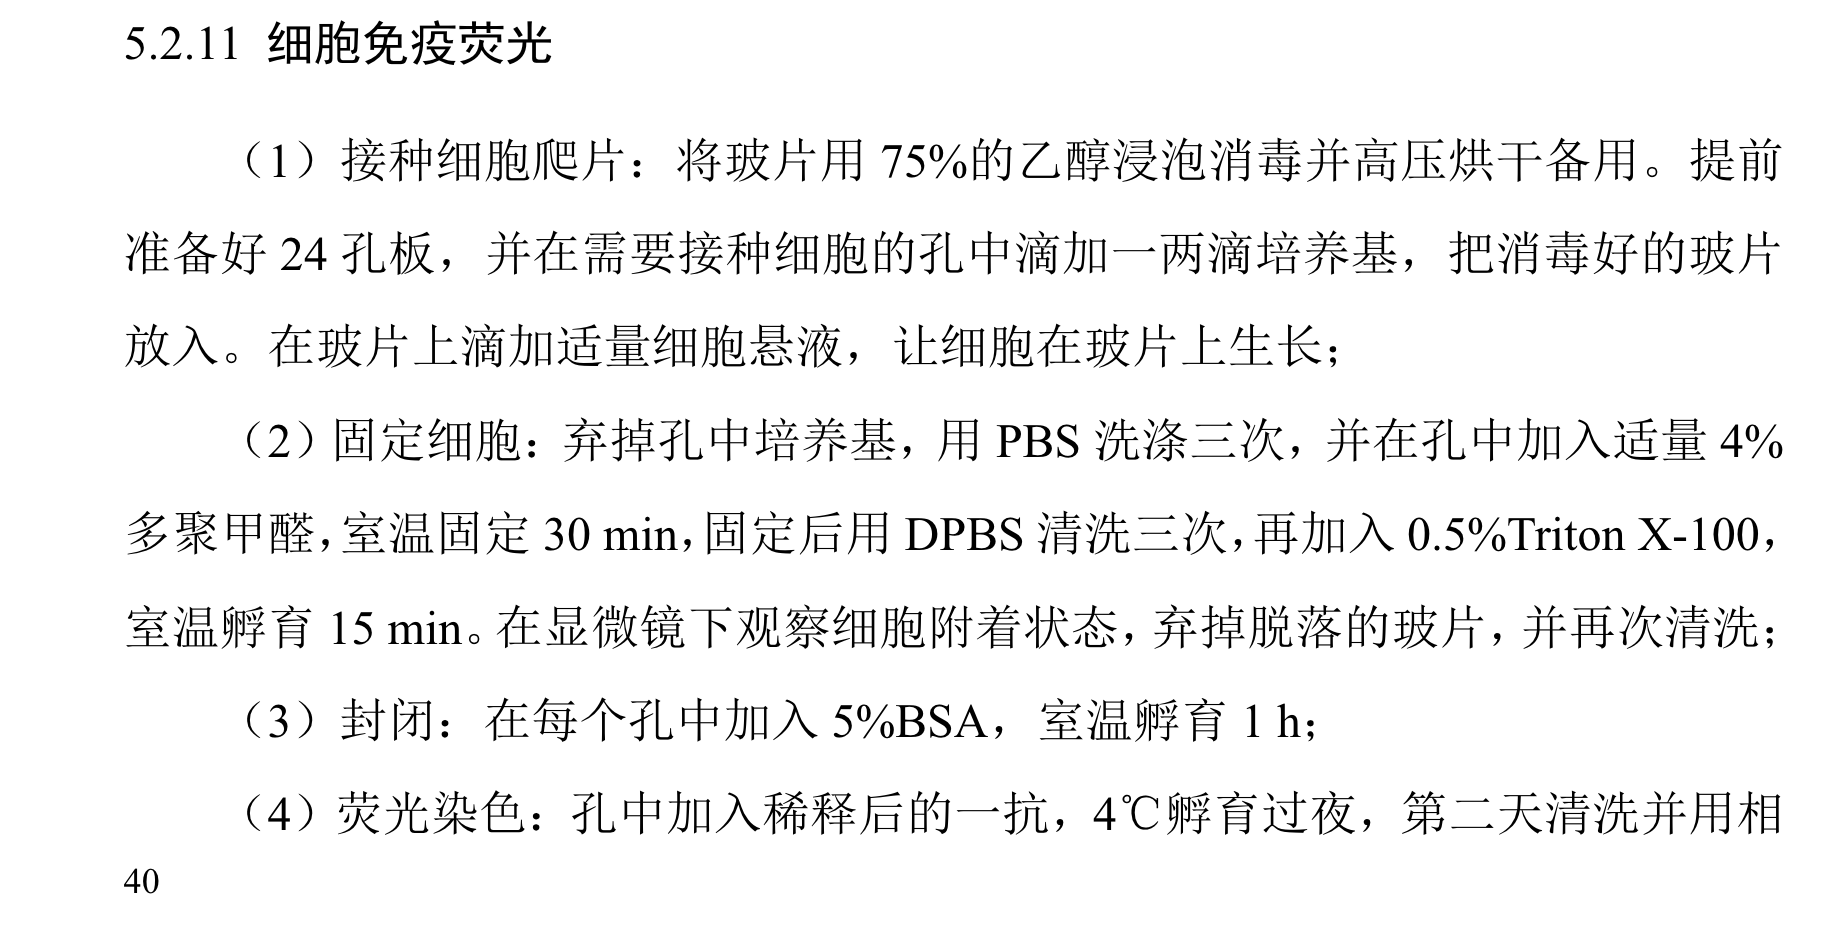 5.2.11 细胞免疫荧光
（1）接种细胞爬片：将玻片用 75%的乙醇浸泡消毒并高压烘干备用。提前
准备好 24 孔板，并在需要接种细胞的孔中滴加一两滴培养基，把消毒好的玻片
放入。在玻片上滴加适量细胞悬液，让细胞在玻片上生长；
（2）固定细胞：弃掉孔中培养基，用 PBS 洗涤三次，并在孔中加入适量 4%
多聚甲醛，室温固定 30 min，固定后用 DPBS 清洗三次，再加入 0.5%Triton X-100，
室温孵育 15 min。在显微镜下观察细胞附着状态，弃掉脱落的玻片，并再次清洗；
（3）封闭：在每个孔中加入 5%BSA，室温孵育 1 h；
（4）荧光染色：孔中加入稀释后的一抗，4℃孵育过夜，第二天清洗并用相
40